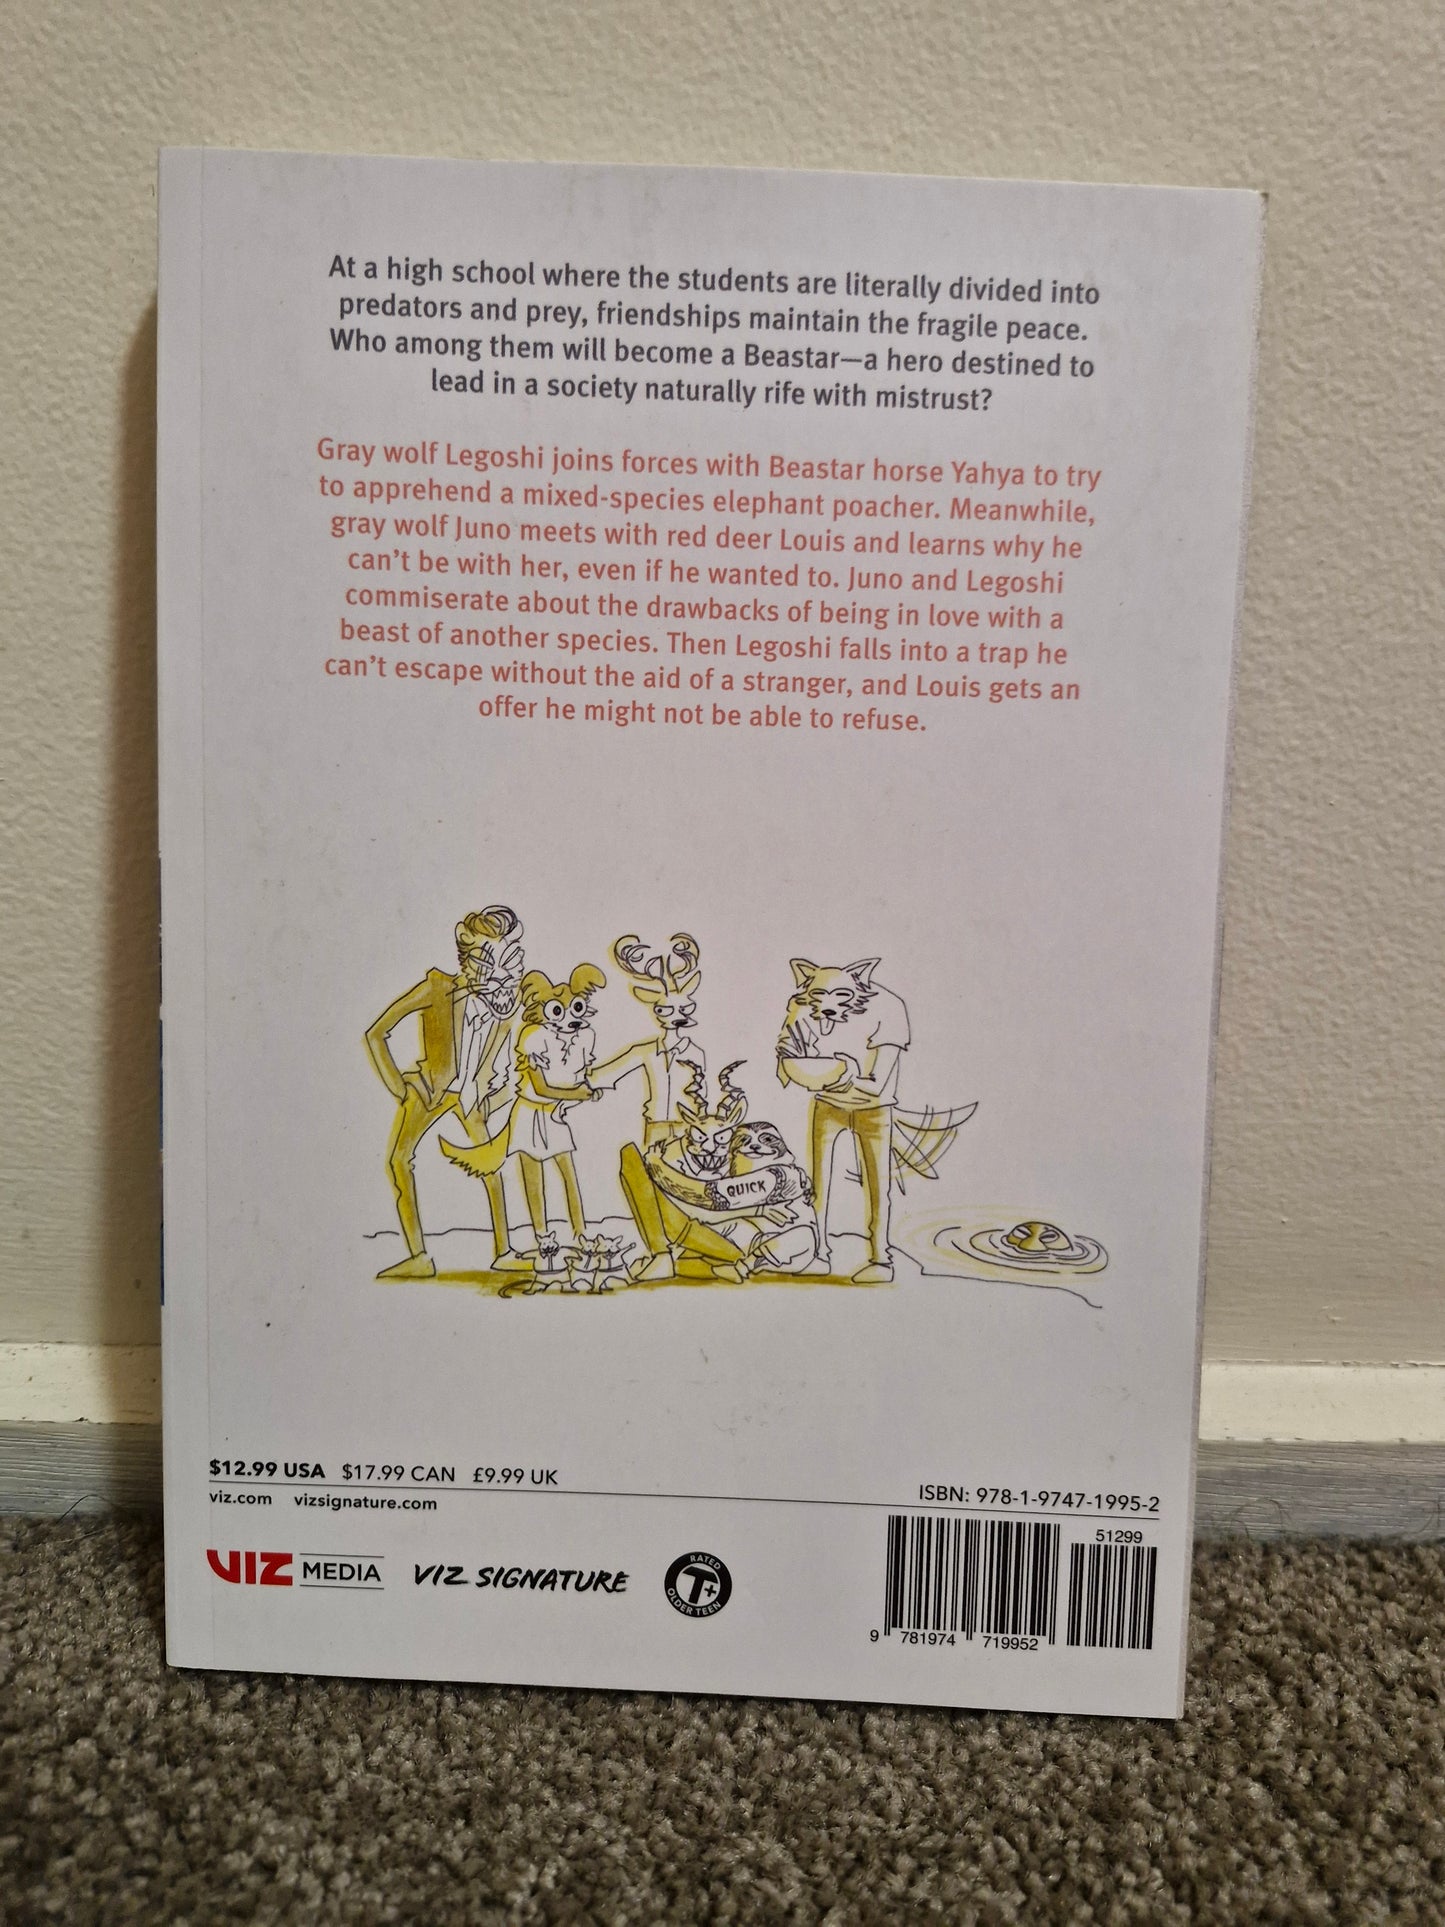 At a high school where the students are literally divided into
predators and prey, friendships maintain the fragile peace.
Who among them will become a Beastar—a hero destined to
lead in a society naturally rife with mistrust?
Gray wolf Legoshi joins forces with Beastar horse Yahya to try
to apprehend a mixed-species elephant poacher. Meanwhile,
gray wolf Juno meets with red deer Louis and learns why he
can't be with her, even if he wanted to. Juno and Legoshi
commiserate about the drawbacks of being in love with a
beast of another species. Then Legoshi falls into a trap he
can't escape without the aid of a stranger, and Louis gets an
offer he might not be able to refuse.
QUICK
$12.99 USA $17.99 CAN £9.99 UK
viz.com vizsignature.com
VIZ MEDIA
VIZ SIGNATURE
RATED
T+
OLDER TEEN
ISBN: 978-1-9747-1995-2
51299
9 781974 719952